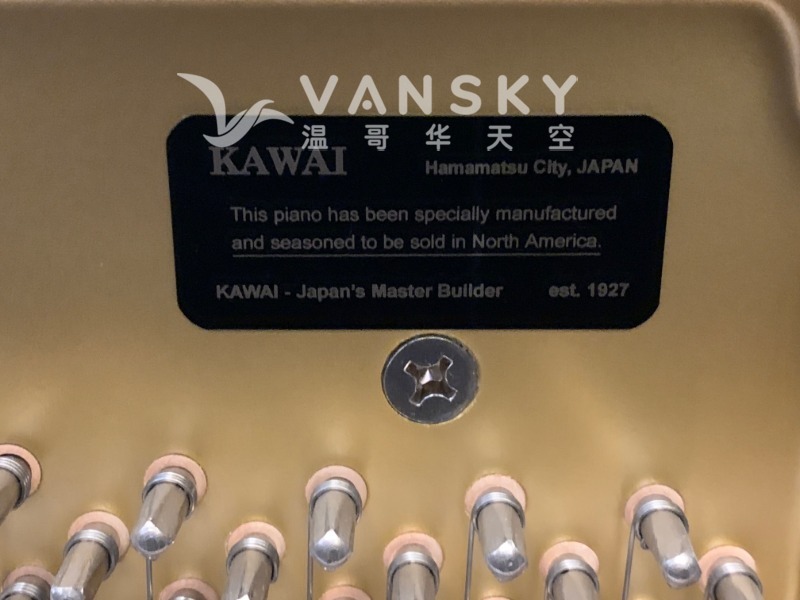 VANSKY
温哥华天空
KAWAI Hamamatsu City, JAPAN
This piano has been specially manufactured
and seasoned to be sold in North America.
KAWAI - Japan's Master Builder est. 1927